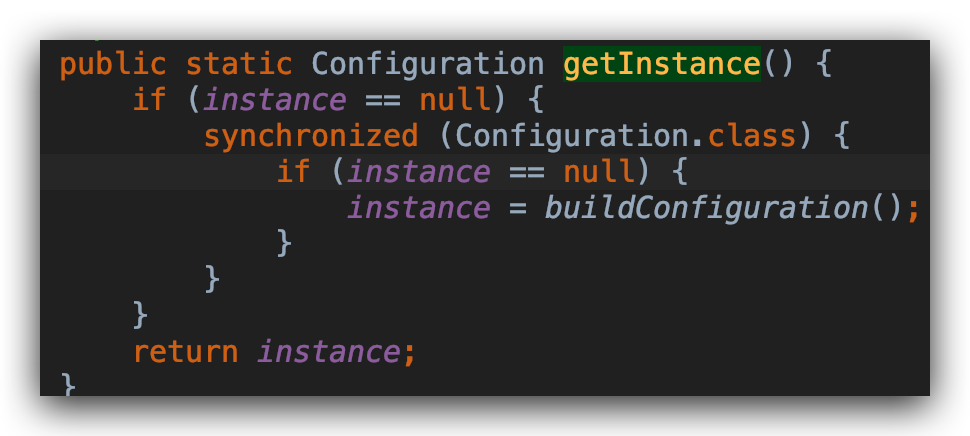 public static Configuration getInstance() {
    if (instance == null) {
        synchronized (Configuration.class) {
            if (instance == null) {
                instance = buildConfiguration();
            }
        }
    }
    return instance;
}